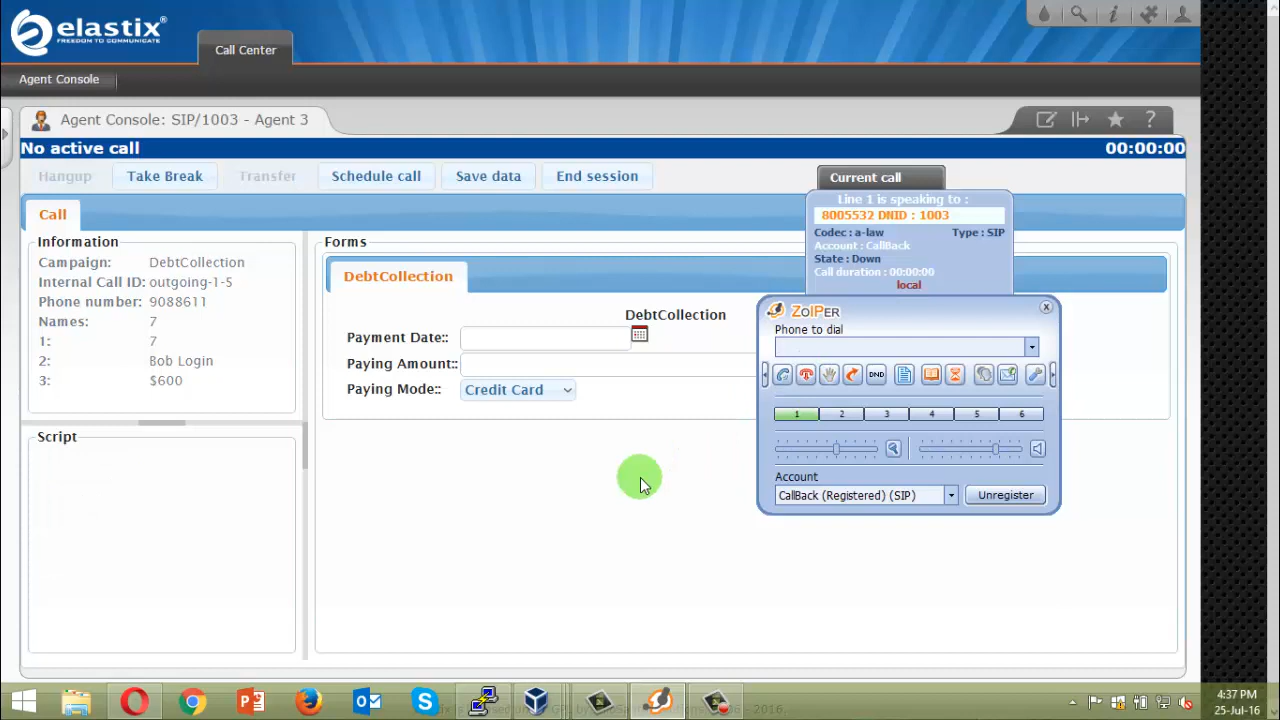 elastix®
FREEDOM TO COMMUNICATE
Call Center
Agent Console
Agent Console: SIP/1003 - Agent 3
No active call
00:00:00
Hangup
Take Break
Transfer
Schedule call
Save data
End session
Current call
Line 1 is speaking to :
8005532 DNID : 1003
Codec : a-law Type : SIP
Account : CallBack
State : Down
Call duration : 00:00:00
local
Call
Information
Campaign: DebtCollection
Internal Call ID: outgoing-1-5
Phone number: 9088611
Names: 7
1: 7
2: Bob Login
3: $600
Script
Forms
DebtCollection
DebtCollection
Payment Date:
Paying Amount::
Paying Mode:: Credit Card
ZOIPER
Phone to dial
DND
1 2 3 4 5 6
Account
CallBack (Registered) (SIP)
Unregister
4:37 PM
25-Jul-16